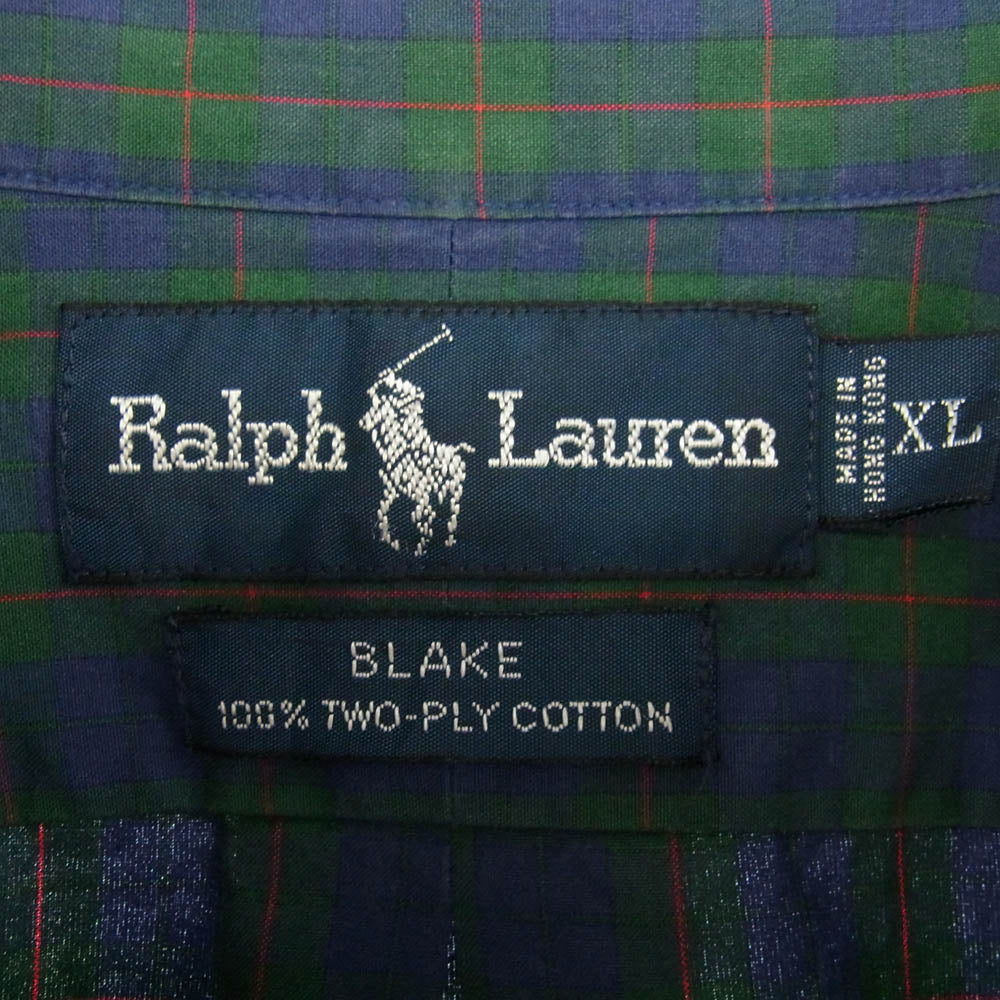 Ralph Lauren
MADE IN
HONG KONG
XL
BLAKE
100% TWO-PLY COTTON